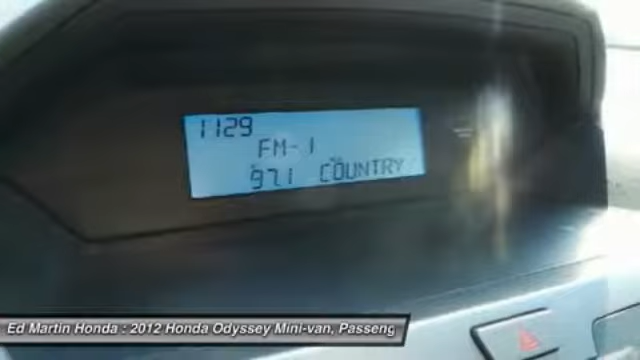 1129
FM-1
97.1 COUNTRY
Ed Martin Honda : 2012 Honda Odyssey Mini-van, Passeng